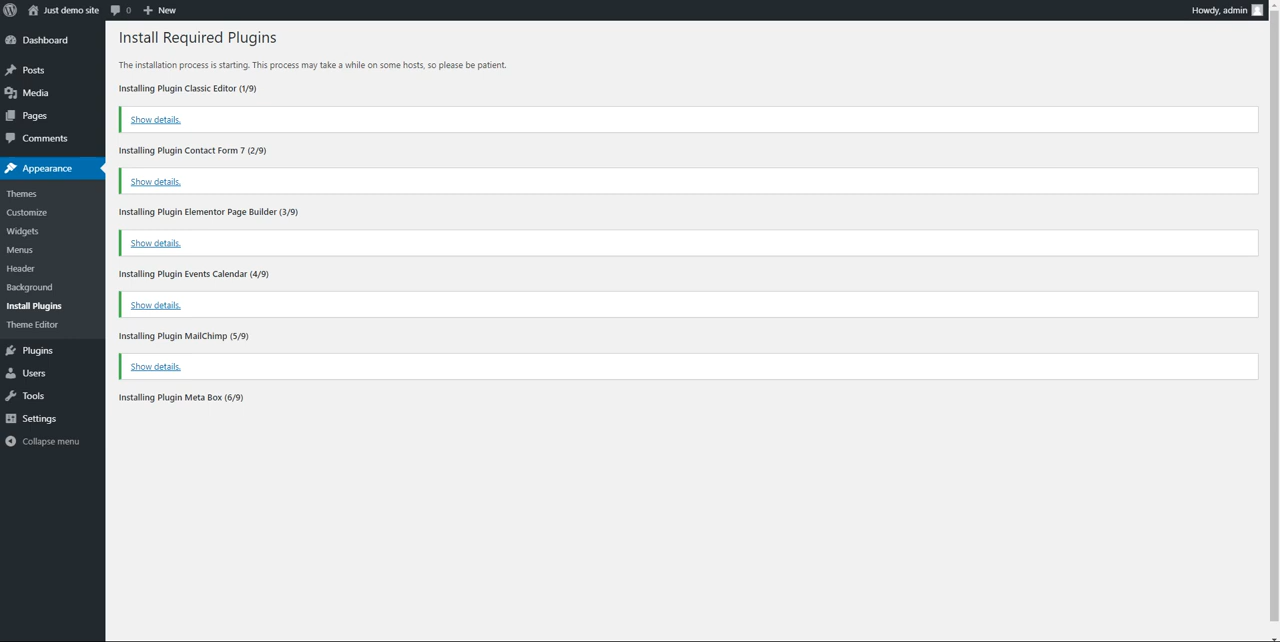 Just demo site 0 New Howdy, admin
Dashboard
Posts
Media
Pages
Comments
Appearance
Themes
Customize
Widgets
Menus
Header
Background
Install Plugins
Theme Editor
Plugins
Users
Tools
Settings
Collapse menu
Install Required Plugins
The installation process is starting. This process may take a while on some hosts, so please be patient.
Installing Plugin Classic Editor (1/9)
Show details.
Installing Plugin Contact Form 7 (2/9)
Show details.
Installing Plugin Elementor Page Builder (3/9)
Show details.
Installing Plugin Events Calendar (4/9)
Show details.
Installing Plugin MailChimp (5/9)
Show details.
Installing Plugin Meta Box (6/9)